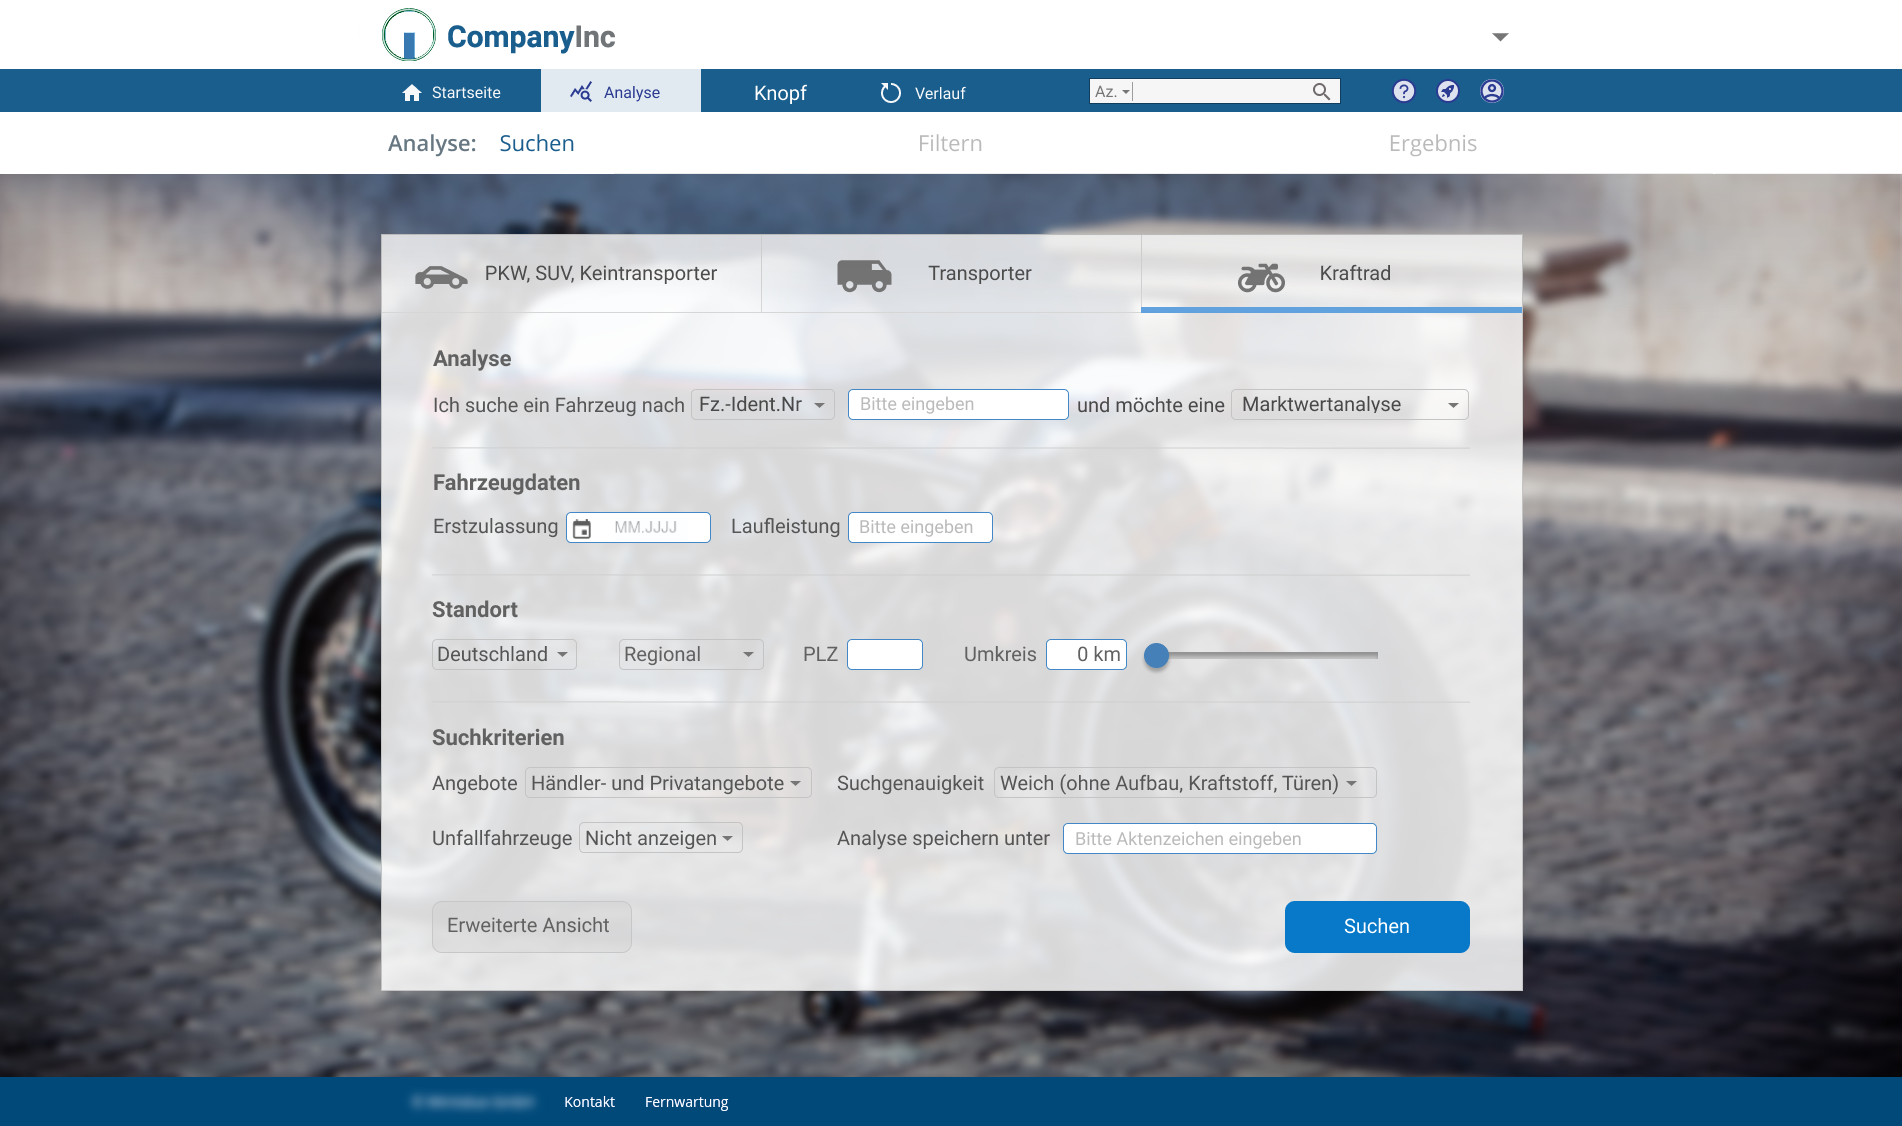 CompanyInc
Startseite Analyse Knopf Verlauf Az. ?
Analyse: Suchen Filtern Ergebnis
PKW, SUV, Keintransporter Transporter Kraftrad
Analyse
Ich suche ein Fahrzeug nach Fz.-Ident.Nr Bitte eingeben und möchte eine Marktwertanalyse
Fahrzeugdaten
Erstzulassung MM.JJJJ Laufleistung Bitte eingeben
Standort
Deutschland Regional PLZ Umkreis 0 km
Suchkriterien
Angebote Händler- und Privatangebote Suchgenauigkeit Weich (ohne Aufbau, Kraftstoff, Türen)
Unfallfahrzeuge Nicht anzeigen Analyse speichern unter Bitte Aktenzeichen eingeben
Erweiterte Ansicht Suchen
Kontakt Fernwartung